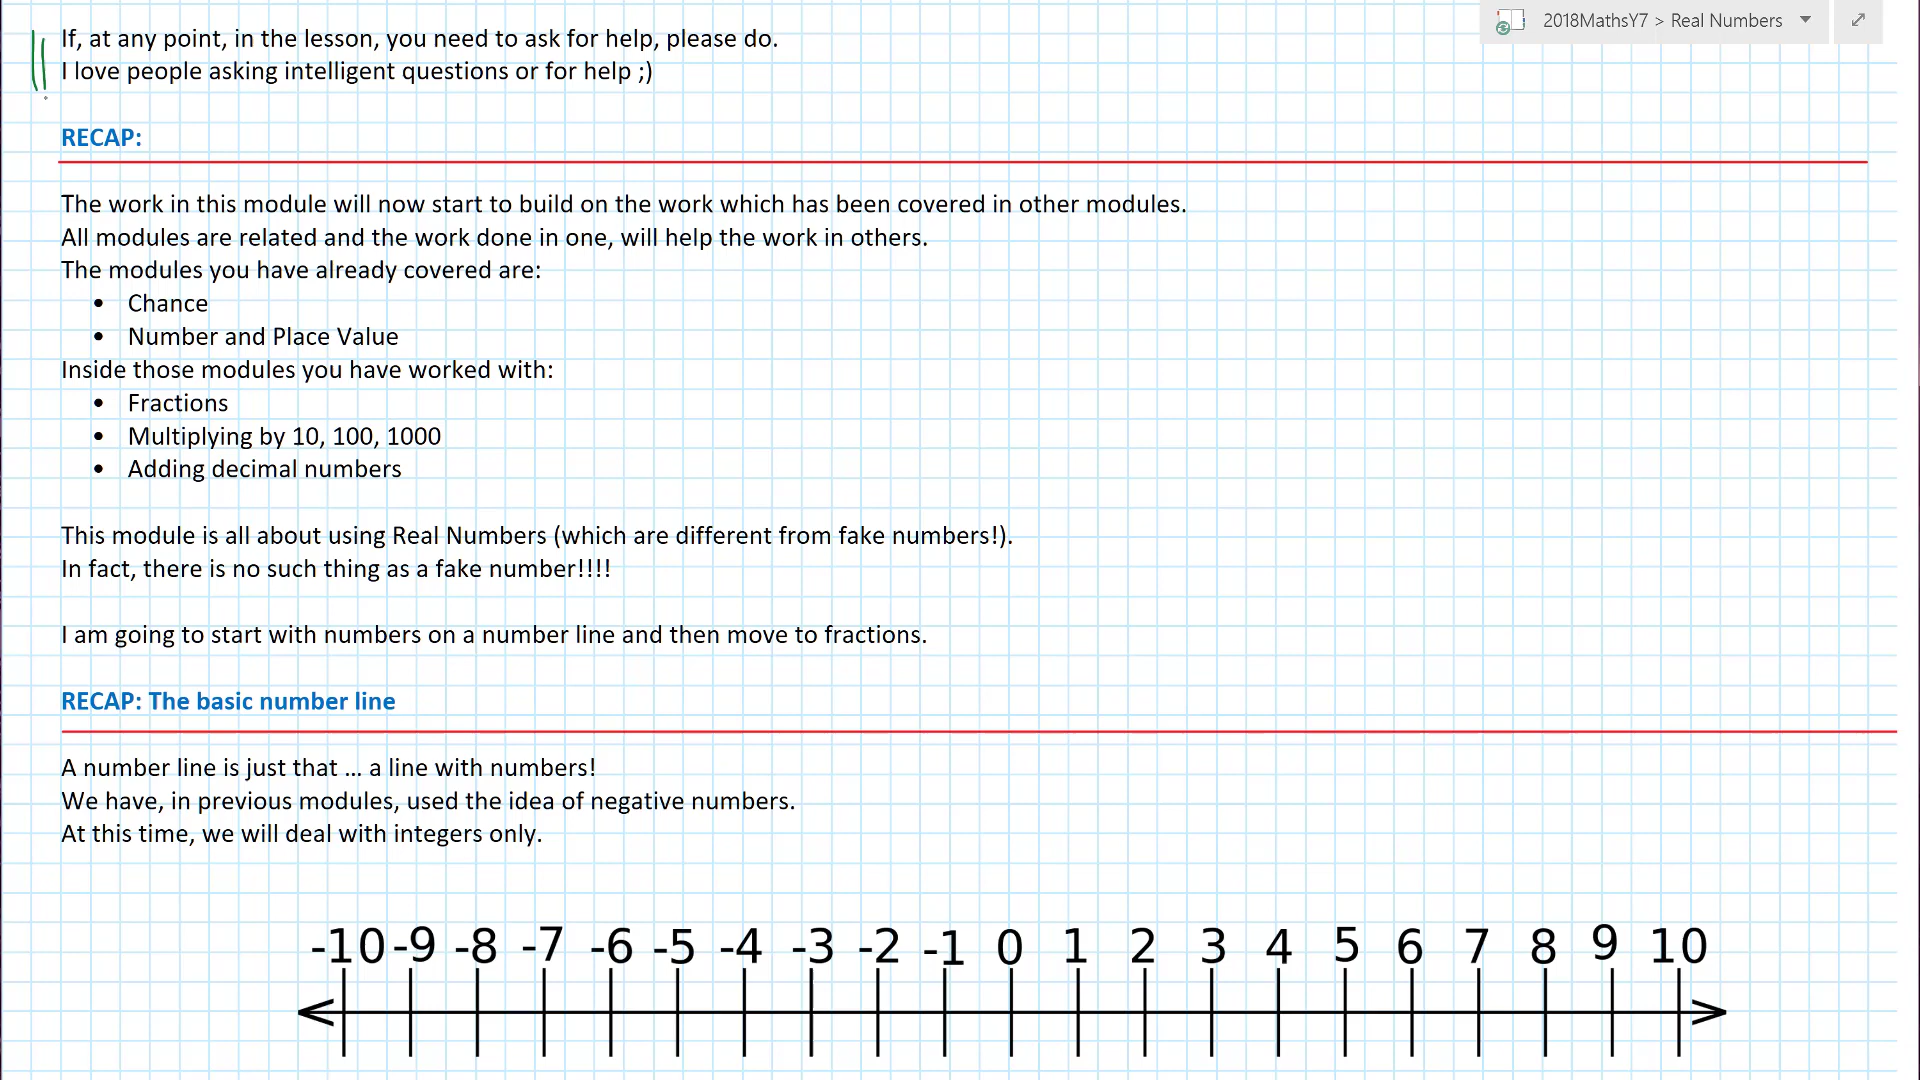 2018MathsY7 > Real Numbers
If, at any point, in the lesson, you need to ask for help, please do.
I love people asking intelligent questions or for help ;)
RECAP:
The work in this module will now start to build on the work which has been covered in other modules.
All modules are related and the work done in one, will help the work in others.
The modules you have already covered are:
• Chance
• Number and Place Value
Inside those modules you have worked with:
• Fractions
• Multiplying by 10, 100, 1000
• Adding decimal numbers
This module is all about using Real Numbers (which are different from fake numbers!).
In fact, there is no such thing as a fake number!!!!
I am going to start with numbers on a number line and then move to fractions.
RECAP: The basic number line
A number line is just that ... a line with numbers!
We have, in previous modules, used the idea of negative numbers.
At this time, we will deal with integers only.
-10 -9 -8 -7 -6 -5 -4 -3 -2 -1 0 1 2 3 4 5 6 7 8 9 10